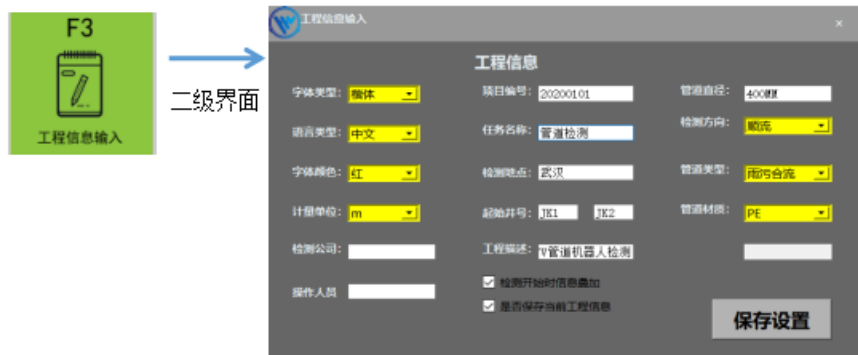 F3
工程信息输入
二级界面
工程信息输入
×
工程信息
字体类型: 楷体
项目编号: 20200101
管道直径: 400MM
语言类型: 中文
任务名称: 管道检测
检测方向: 顺流
字体颜色: 红
检测地点: 武汉
管道类型: 雨污合流
计量单位: m
起始井号: JK1 JK2
管道材质: PE
检测公司:
工程描述: V管道机器人检测
操作人员
检测开始时信息叠加
是否保存当前工程信息
保存设置